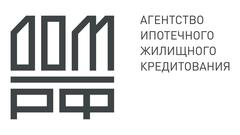 ДОМ
РФ
АГЕНТСТВО
ИПОТЕЧНОГО
ЖИЛИЩНОГО
КРЕДИТОВАНИЯ